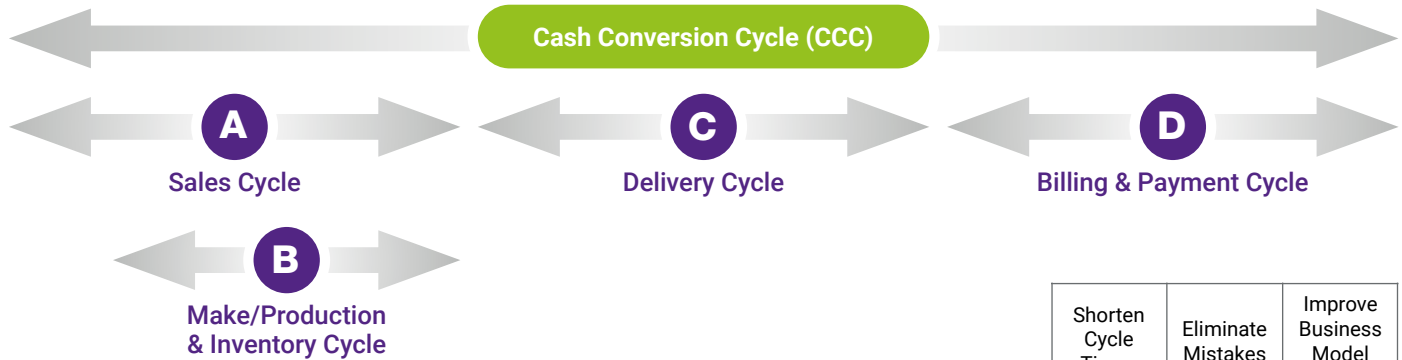 Cash Conversion Cycle (CCC)
A
C
D
Sales Cycle
Delivery Cycle
Billing & Payment Cycle
B
Make/Production
& Inventory Cycle
Shorten
Cycle
Eliminate
Mistakes
Improve
Business
Model